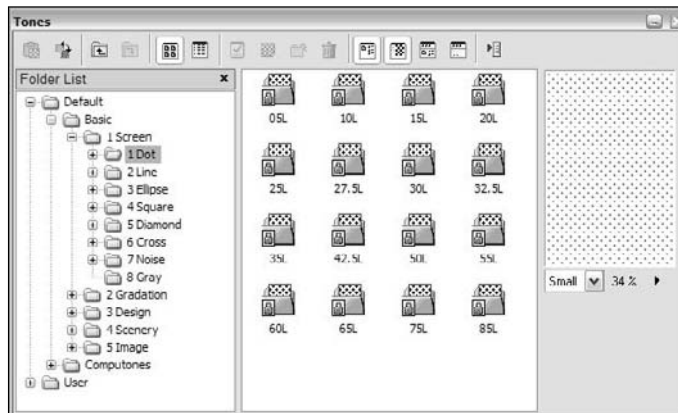 Tones
Folder List
Default
Basic
1 Screen
1 Dot
2 Line
3 Ellipse
4 Square
5 Diamond
6 Cross
7 Noise
8 Gray
2 Gradation
3 Design
4 Scenery
5 Image
Computones
User
05L 10L 15L 20L
25L 27.5L 30L 32.5L
35L 42.5L 50L 55L
60L 65L 75L 85L
Small 34 %